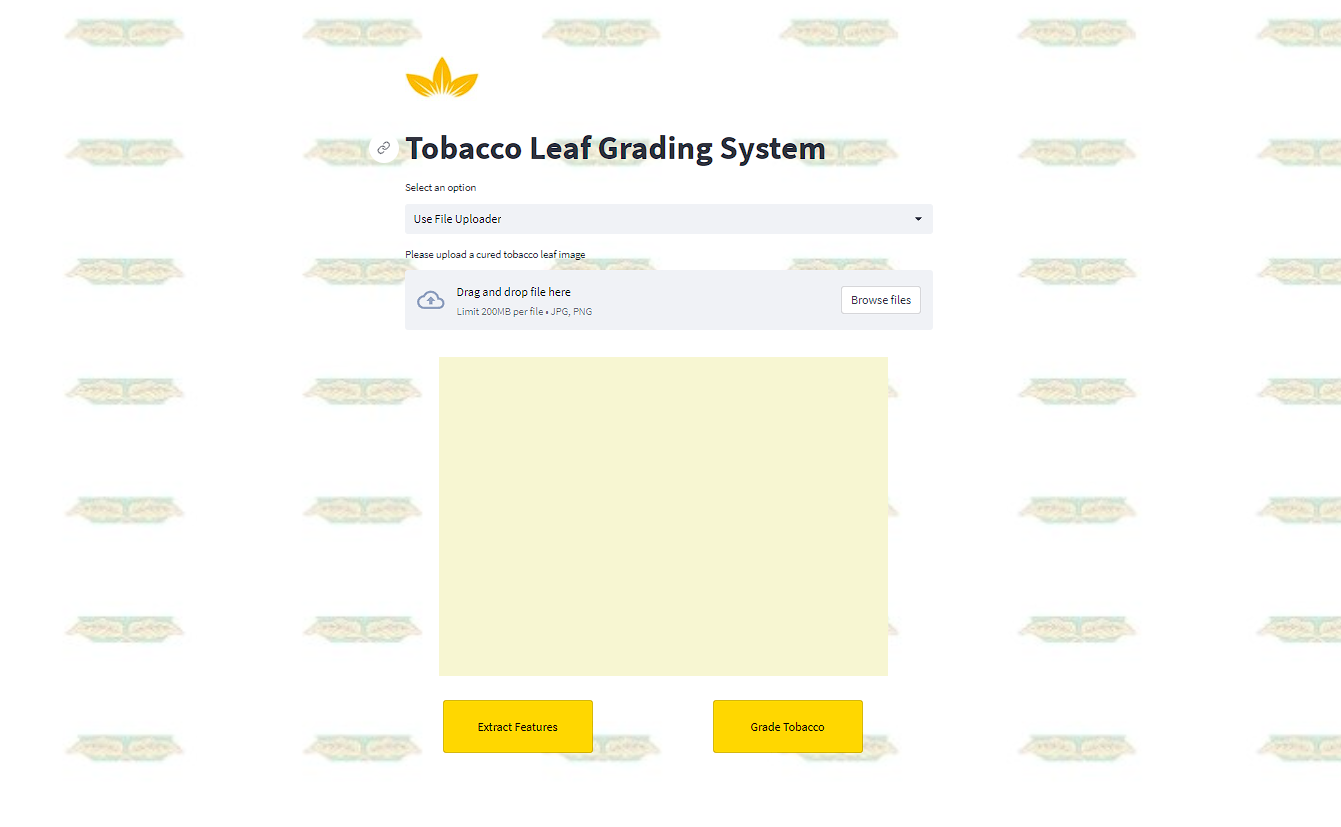 Tobacco Leaf Grading System
Select an option
Use File Uploader
Please upload a cured tobacco leaf image
Drag and drop file here
Limit 200MB per file • JPG, PNG
Browse files
Extract Features
Grade Tobacco